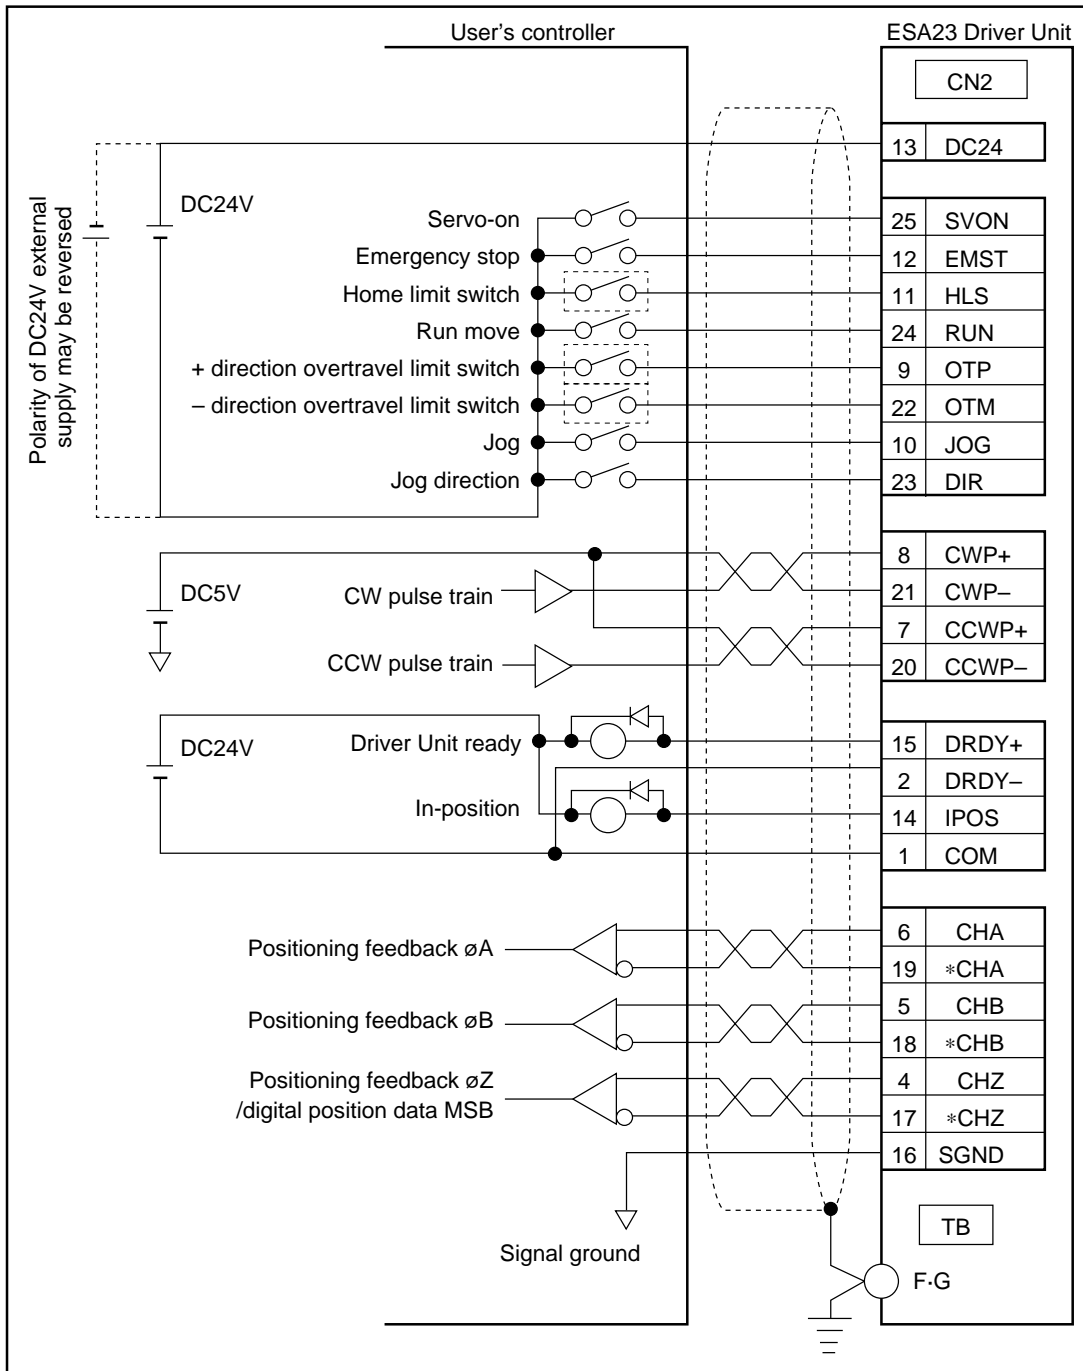 User's controller
ESA23 Driver Unit
CN2
13 DC24
Polarity of DC24V external
supply may be reversed
DC24V
Servo-on
25 SVON
Emergency stop
12 EMST
Home limit switch
11 HLS
Run move
24 RUN
+ direction overtravel limit switch
9 OTP
– direction overtravel limit switch
22 OTM
Jog
10 JOG
Jog direction
23 DIR
DC5V
8 CWP+
CW pulse train
21 CWP–
7 CCWP+
CCW pulse train
20 CCWP–
DC24V
Driver Unit ready
15 DRDY+
2 DRDY–
In-position
14 IPOS
1 COM
Positioning feedback øA
6 CHA
19 *CHA
Positioning feedback øB
5 CHB
18 *CHB
Positioning feedback øZ
/digital position data MSB
4 CHZ
17 *CHZ
16 SGND
Signal ground
TB
F·G